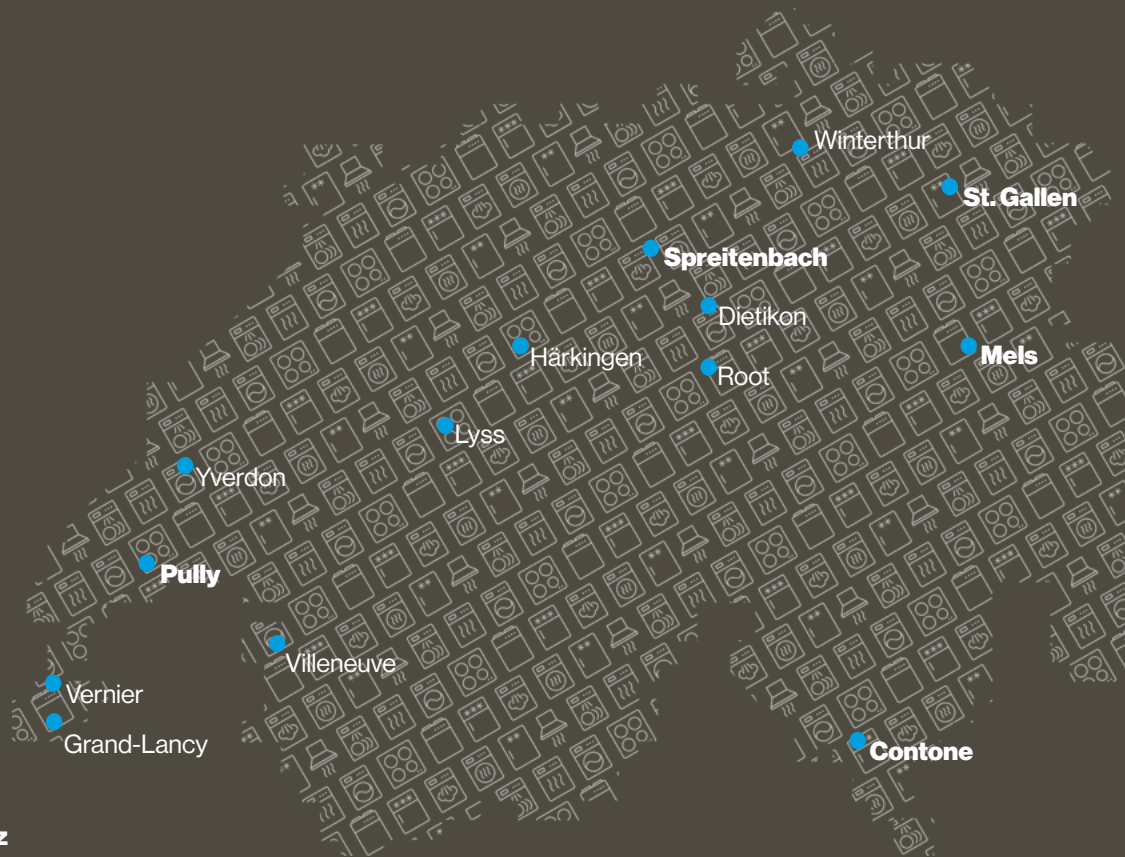 Winterthur
St. Gallen
Spreitenbach
Dietikon
Härkingen
Mels
Root
Lyss
Yverdon
Pully
Villeneuve
Vernier
Grand-Lancy
Contone
z